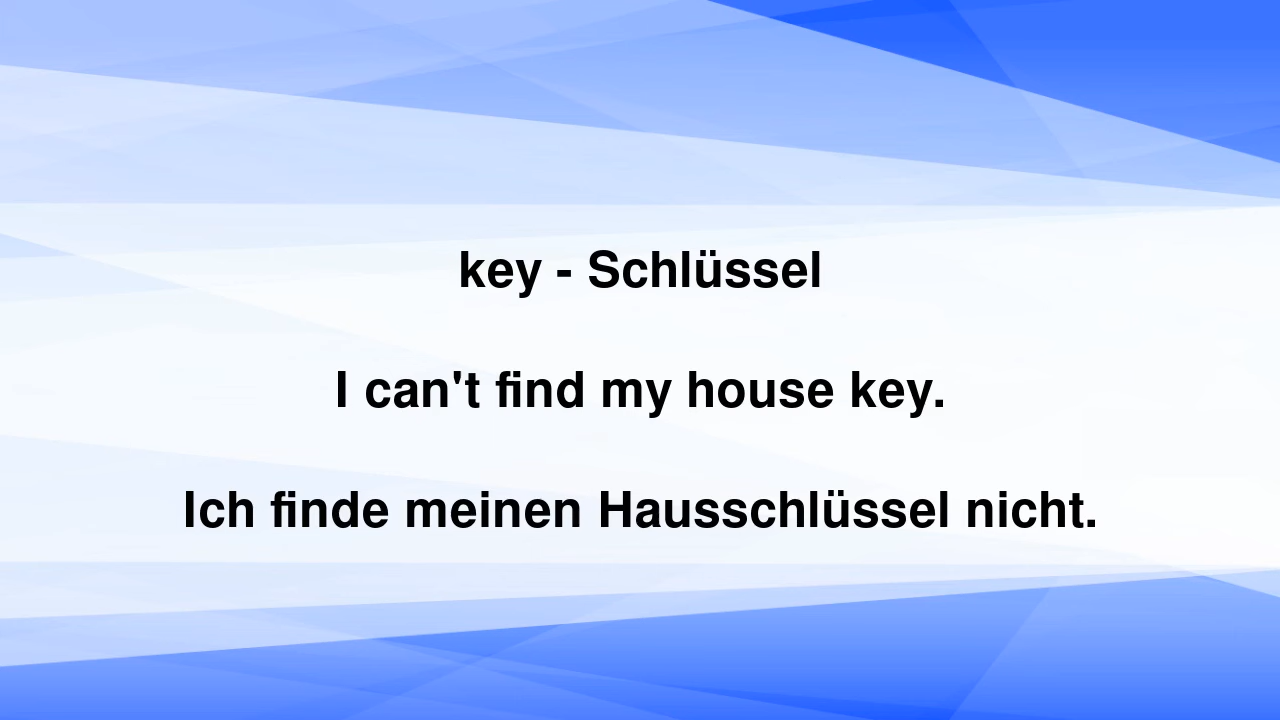 key - Schlüssel
I can't find my house key.
Ich finde meinen Hausschlüssel nicht.